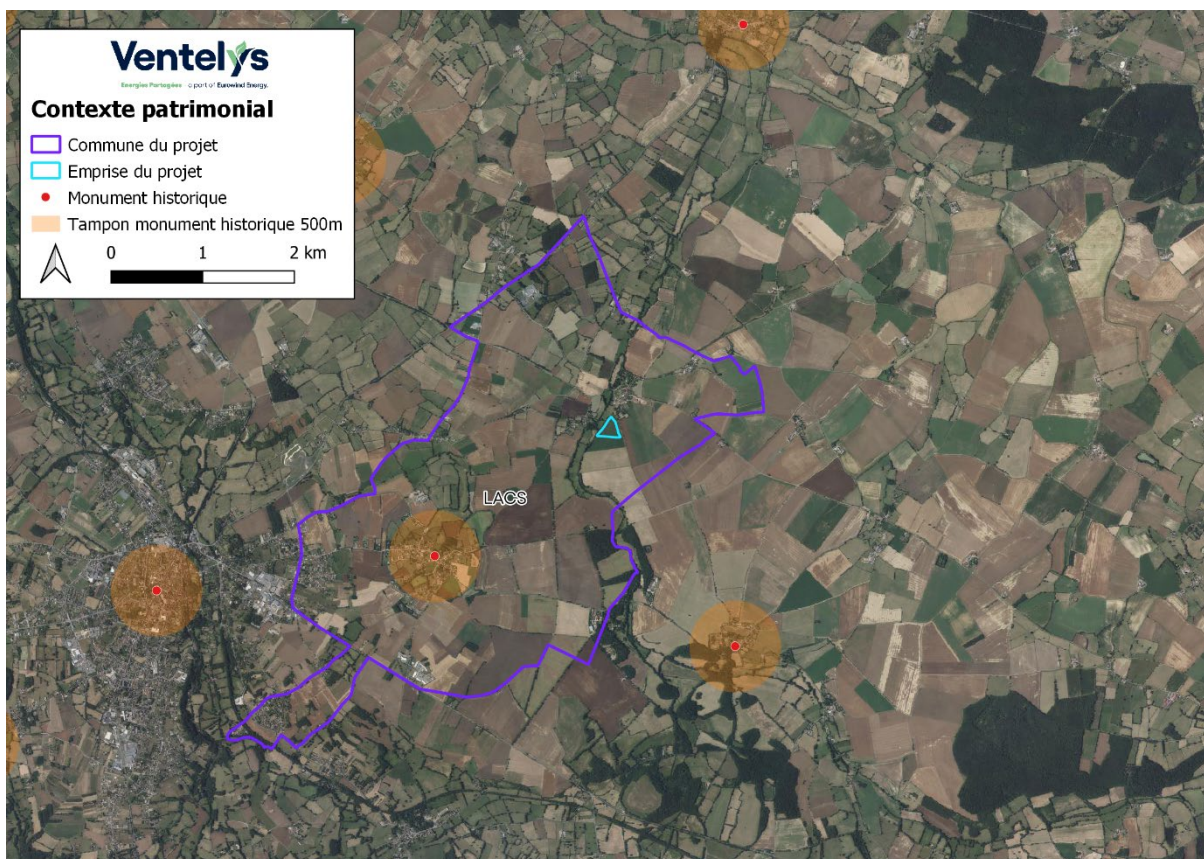 Ventelys
Energies Partagées - a part of Eurowind Energy.
Contexte patrimonial
Commune du projet
Emprise du projet
Monument historique
Tampon monument historique 500m
0 1 2 km
LACS